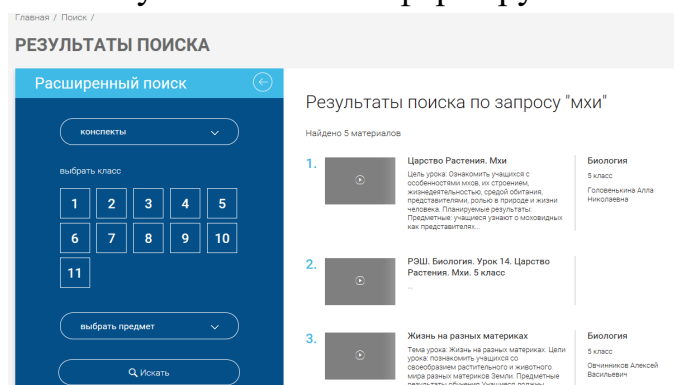 Главная / Поиск /
РЕЗУЛЬТАТЫ ПОИСКА
Расширенный поиск
конспекты
выбрать класс
1 2 3 4 5
6 7 8 9 10
11
выбрать предмет
Искать
Результаты поиска по запросу "мхи"
Найдено 5 материалов
1.
Царство Растения. Мхи
Цель урока: Ознакомить учащихся с
особенностями мхов, их строением,
жизнедеятельностью, средой обитания,
представителями, ролью в природе и жизни
человека. Планируемые результаты:
Предметные: учащиеся узнают о моховидных
как представителях...
Биология
5 класс
Головенькина Алла
Николаевна
2.
РЭШ. Биология. Урок 14. Царство
Растения. Мхи. 5 класс
...
3.
Жизнь на разных материках
Тема урока: Жизнь на разных материках. Цели
урока: познакомить учащихся со
своеобразием растительного и животного
мира разных материков Земли. Предметные
результаты обучения Учащиеся должны
Биология
5 класс
Овчинников Алексей
Васильевич